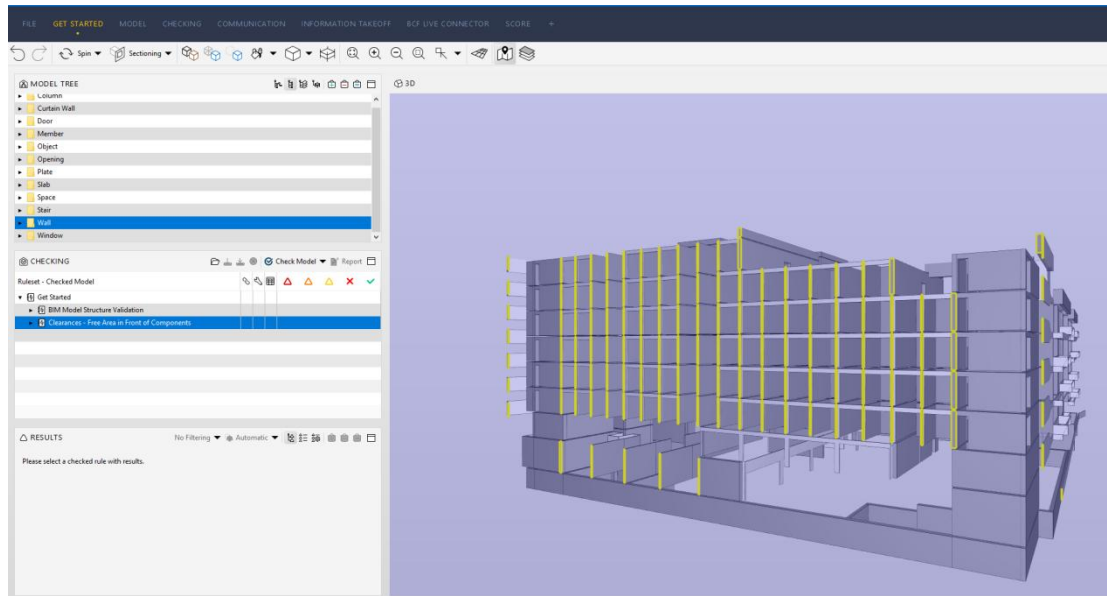 FILE GET STARTED MODEL CHECKING COMMUNICATION INFORMATION TAKEOFF BCF LIVE CONNECTOR SCORE +
Spin Sectioning
MODEL TREE
3D
Column
Curtain Wall
Door
Member
Object
Opening
Plate
Slab
Space
Stair
Wall
Window
CHECKING Check Model Report
Ruleset - Checked Model
Get Started
BIM Model Structure Validation
Clearances - Free Area in Front of Components
RESULTS No Filtering Automatic
Please select a checked rule with results.